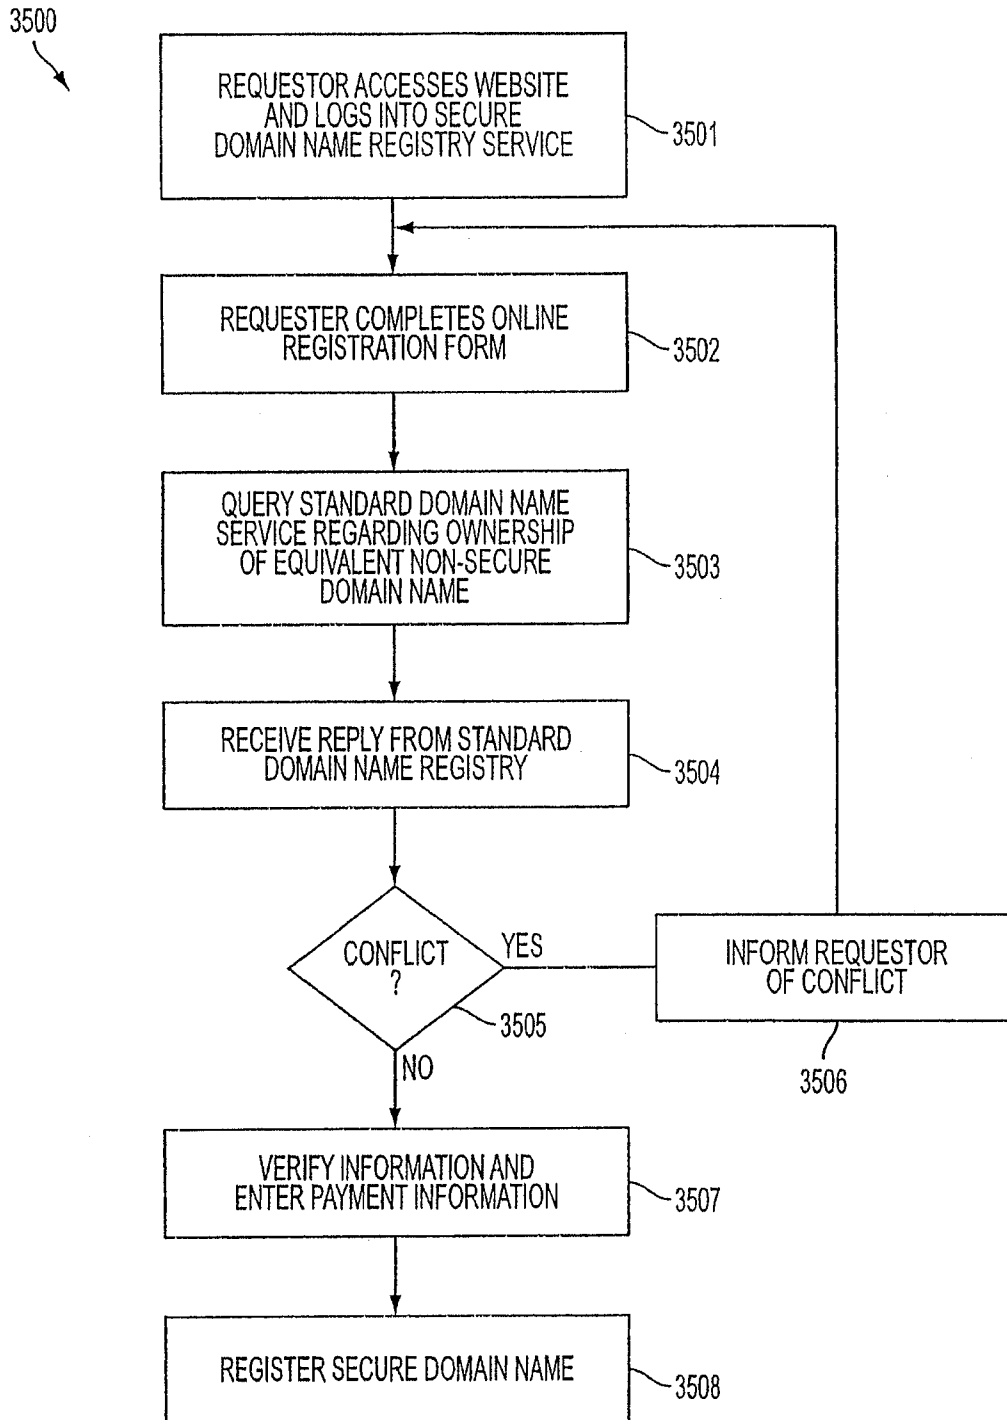 3500
REQUESTOR ACCESSES WEBSITE
AND LOGS INTO SECURE
DOMAIN NAME REGISTRY SERVICE
3501
REQUESTER COMPLETES ONLINE
REGISTRATION FORM
3502
QUERY STANDARD DOMAIN NAME
SERVICE REGARDING OWNERSHIP
OF EQUIVALENT NON-SECURE
DOMAIN NAME
3503
RECEIVE REPLY FROM STANDARD
DOMAIN NAME REGISTRY
3504
CONFLICT
?
YES
3505
INFORM REQUESTOR
OF CONFLICT
3506
NO
VERIFY INFORMATION AND
ENTER PAYMENT INFORMATION
3507
REGISTER SECURE DOMAIN NAME
3508